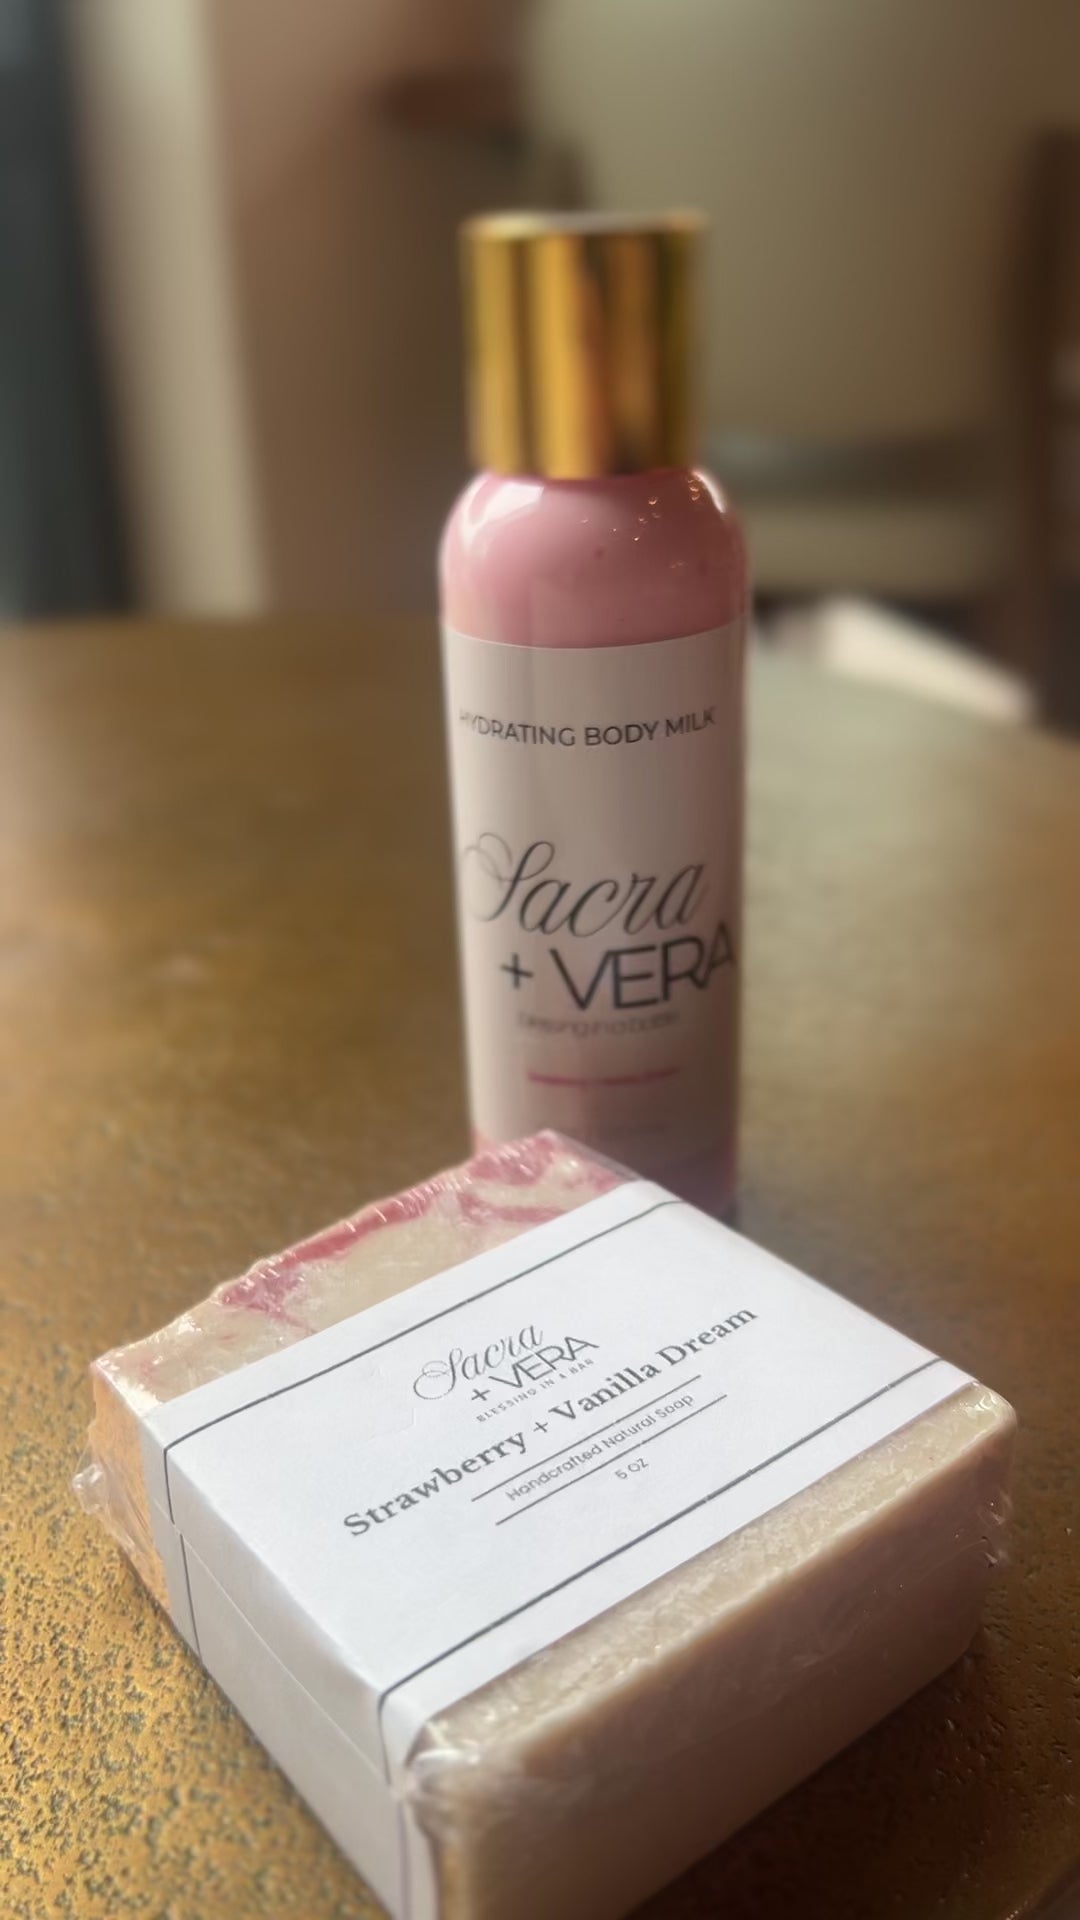 HYDRATING BODY MILK
Sacra
+ VERA
Sacra
+ VERA
BLESSING IN A BAR
Strawberry + Vanilla Dream
Handcrafted Natural Soap
5 OZ